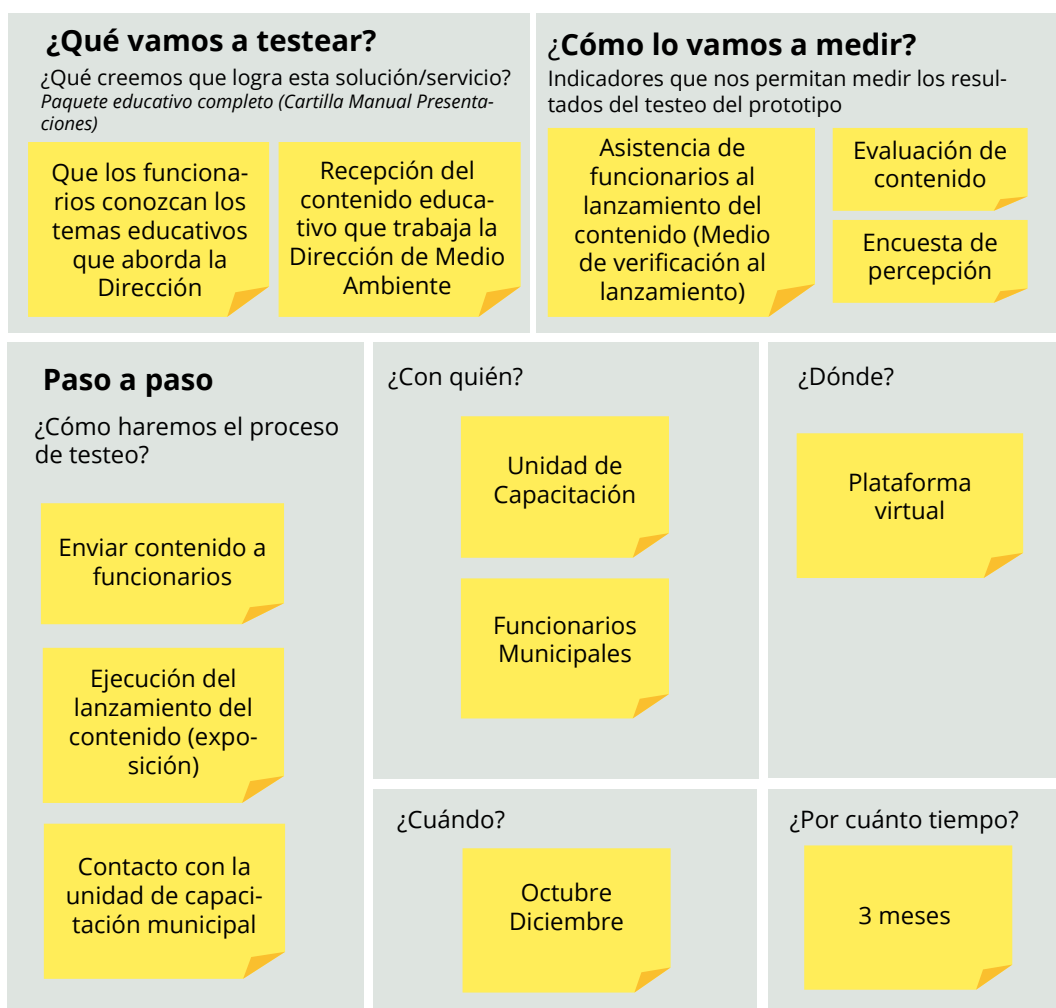 ¿Qué vamos a testear?
¿Qué creemos que logra esta solución/servicio?
Paquete educativo completo (Cartilla Manual Presenta-
ciones)
Que los funciona-
rios conozcan los
temas educativos
que aborda la
Dirección
Recepción del
contenido educa-
tivo que trabaja la
Dirección de Medio
Ambiente
¿Cómo lo vamos a medir?
Indicadores que nos permitan medir los resul-
tados del testeo del prototipo
Asistencia de
funcionarios al
lanzamiento del
contenido (Medio
de verificación al
lanzamiento)
Evaluación de
contenido
Encuesta de
percepción
Paso a paso
¿Cómo haremos el proceso
de testeo?
Enviar contenido a
funcionarios
Ejecución del
lanzamiento del
contenido (expo-
sición)
Contacto con la
unidad de capaci-
tación municipal
¿Con quién?
Unidad de
Capacitación
Funcionarios
Municipales
¿Dónde?
Plataforma
virtual
¿Cuándo?
Octubre
Diciembre
¿Por cuánto tiempo?
3 meses